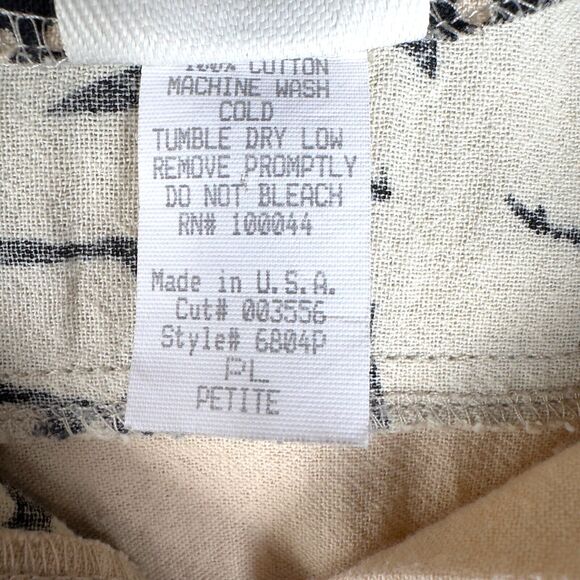 100% COTTON
MACHINE WASH
COLD
TUMBLE DRY LOW
REMOVE PROMPTLY
DO NOT BLEACH
RN# 100044
Made in U.S.A.
Cut# 003556
Style# 6804P
PL
PETITE